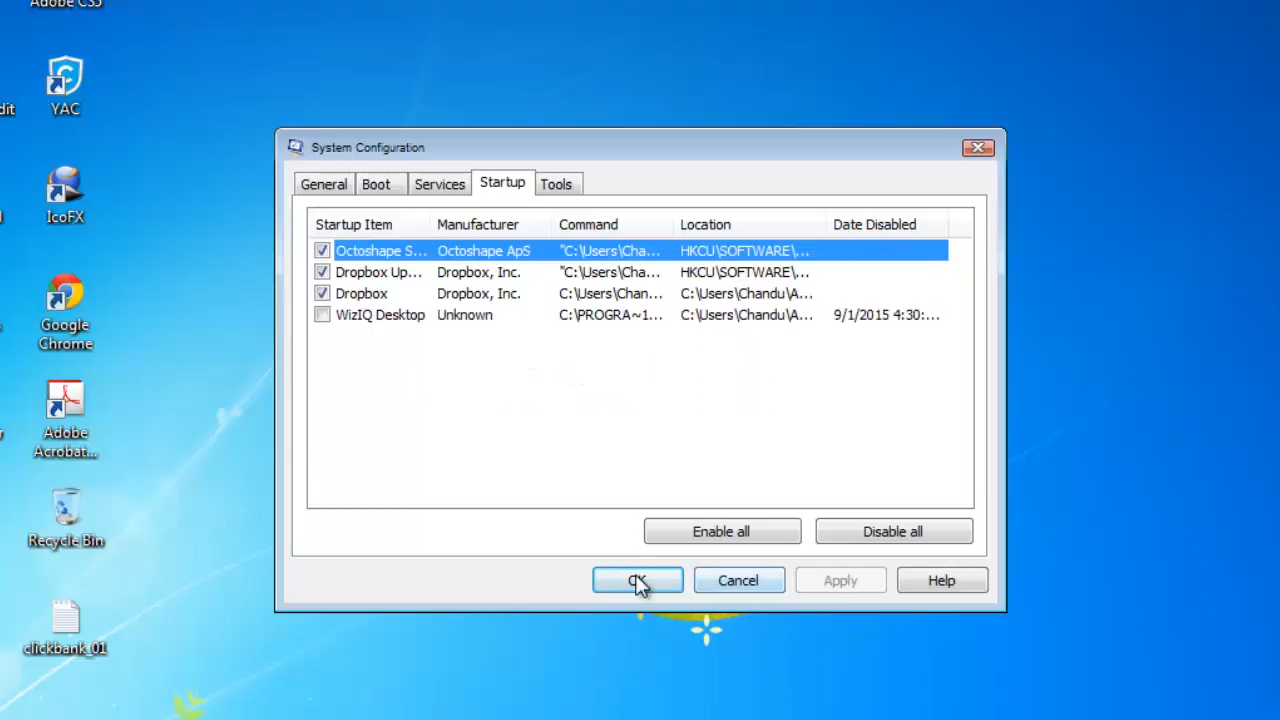 Adobe CS5
YAC
dit
IcoFX
Google
Chrome
Adobe
Acrobat...
Recycle Bin
clickbank_01
System Configuration
General Boot Services Startup Tools
Startup Item Manufacturer Command Location Date Disabled
Octoshape S... Octoshape ApS "C:\Users\Cha... HKCU\SOFTWARE\...
Dropbox Up... Dropbox, Inc. "C:\Users\Cha... HKCU\SOFTWARE\...
Dropbox Dropbox, Inc. C:\Users\Chan... C:\Users\Chandu\A...
WizIQ Desktop Unknown C:\PROGRA~1... C:\Users\Chandu\A... 9/1/2015 4:30:...
Enable all Disable all
OK Cancel Apply Help